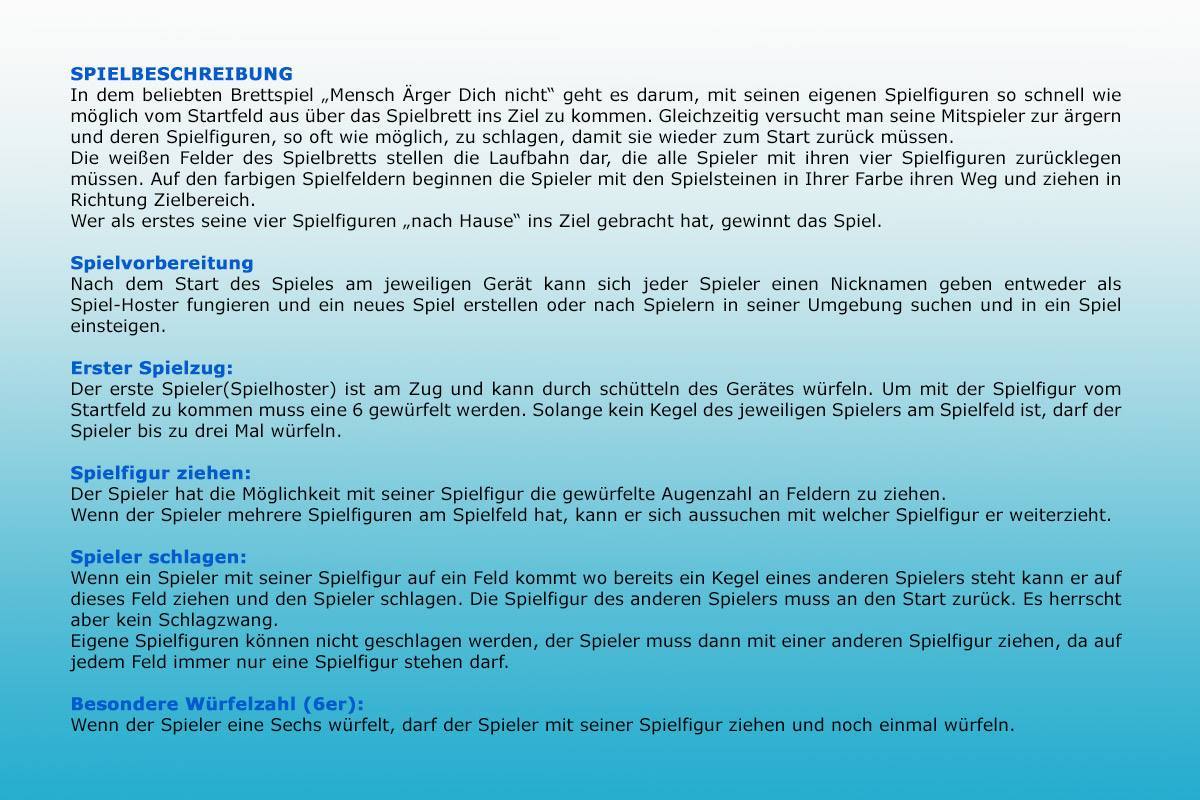 SPIELBESCHREIBUNG
In dem beliebten Brettspiel „Mensch Ärger Dich nicht“ geht es darum, mit seinen eigenen Spielfiguren so schnell wie
möglich vom Startfeld aus über das Spielbrett ins Ziel zu kommen. Gleichzeitig versucht man seine Mitspieler zur ärgern
und deren Spielfiguren, so oft wie möglich, zu schlagen, damit sie wieder zum Start zurück müssen.
Die weißen Felder des Spielbretts stellen die Laufbahn dar, die alle Spieler mit ihren vier Spielfiguren zurücklegen
müssen. Auf den farbigen Spielfeldern beginnen die Spieler mit den Spielsteinen in Ihrer Farbe ihren Weg und ziehen in
Richtung Zielbereich.
Wer als erstes seine vier Spielfiguren „nach Hause“ ins Ziel gebracht hat, gewinnt das Spiel.
Spielvorbereitung
Nach dem Start des Spieles am jeweiligen Gerät kann sich jeder Spieler einen Nicknamen geben entweder als
Spiel-Hoster fungieren und ein neues Spiel erstellen oder nach Spielern in seiner Umgebung suchen und in ein Spiel
einsteigen.
Erster Spielzug:
Der erste Spieler(Spielhoster) ist am Zug und kann durch schütteln des Gerätes würfeln. Um mit der Spielfigur vom
Startfeld zu kommen muss eine 6 gewürfelt werden. Solange kein Kegel des jeweiligen Spielers am Spielfeld ist, darf der
Spieler bis zu drei Mal würfeln.
Spielfigur ziehen:
Der Spieler hat die Möglichkeit mit seiner Spielfigur die gewürfelte Augenzahl an Feldern zu ziehen.
Wenn der Spieler mehrere Spielfiguren am Spielfeld hat, kann er sich aussuchen mit welcher Spielfigur er weiterzieht.
Spieler schlagen:
Wenn ein Spieler mit seiner Spielfigur auf ein Feld kommt wo bereits ein Kegel eines anderen Spielers steht kann er auf
dieses Feld ziehen und den Spieler schlagen. Die Spielfigur des anderen Spielers muss an den Start zurück. Es herrscht
aber kein Schlagzwang.
Eigene Spielfiguren können nicht geschlagen werden, der Spieler muss dann mit einer anderen Spielfigur ziehen, da auf
jedem Feld immer nur eine Spielfigur stehen darf.
Besondere Würfelzahl (6er):
Wenn der Spieler eine Sechs würfelt, darf der Spieler mit seiner Spielfigur ziehen und noch einmal würfeln.